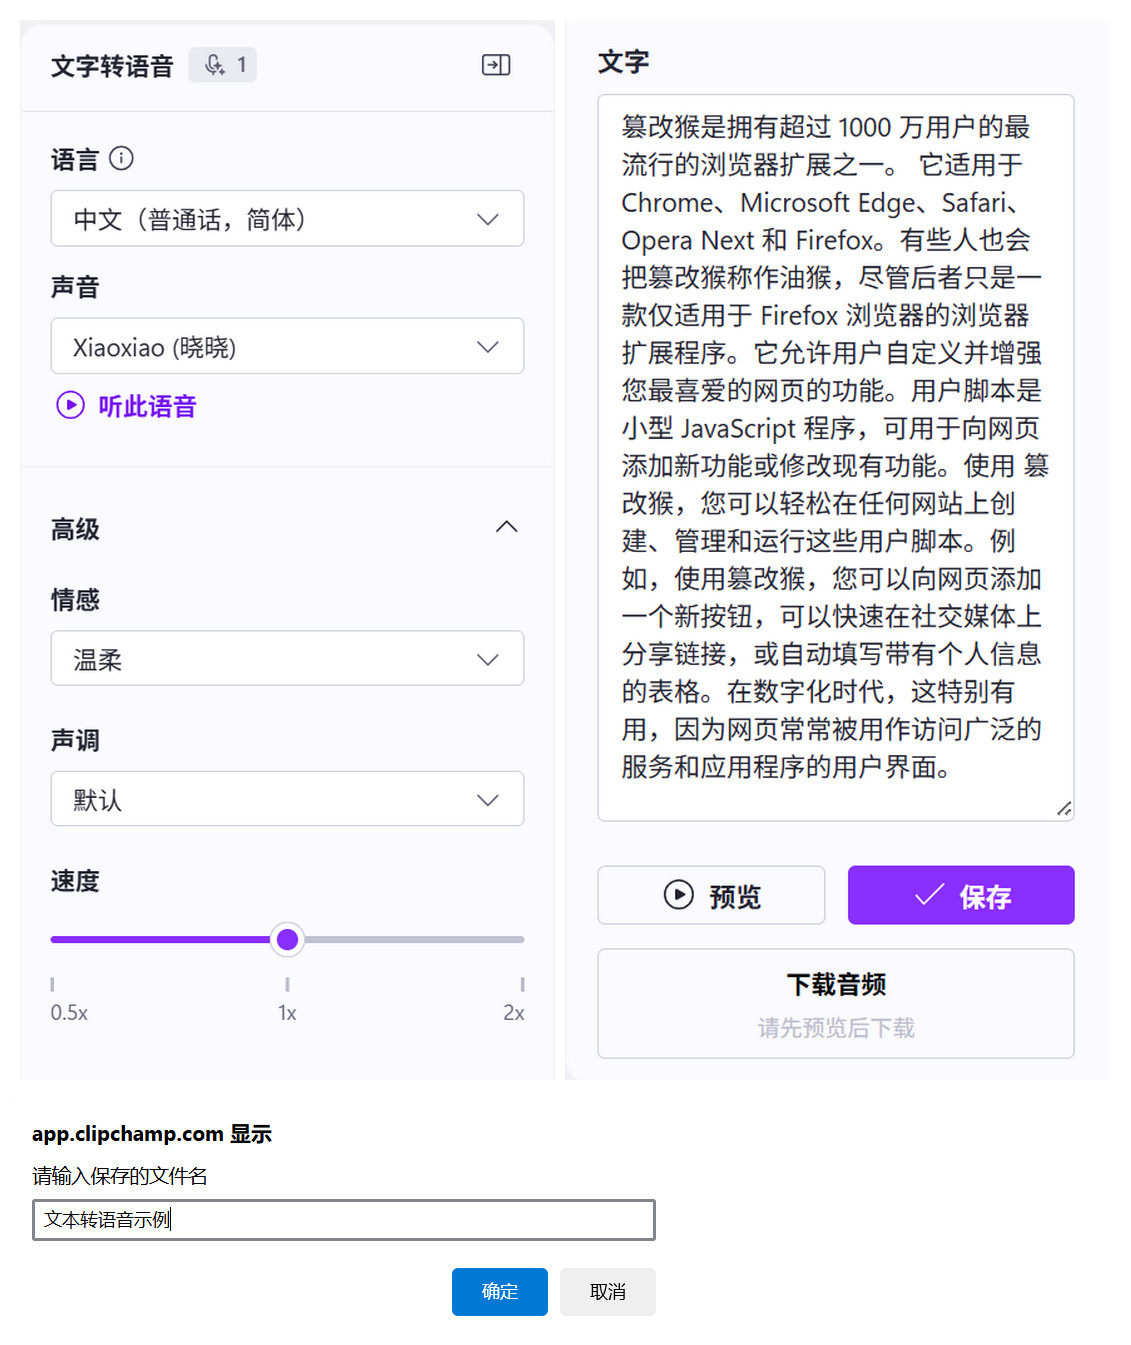 文字转语音 1
语言
中文（普通话，简体）
声音
Xiaoxiao (晓晓)
听此语音
高级
情感
温柔
声调
默认
速度
0.5x 1x 2x
文字
篡改猴是拥有超过 1000 万用户的最
流行的浏览器扩展之一。 它适用于
Chrome、Microsoft Edge、Safari、
Opera Next 和 Firefox。有些人也会
把篡改猴称作油猴，尽管后者只是一
款仅适用于 Firefox 浏览器的浏览器
扩展程序。它允许用户自定义并增强
您最喜爱的网页的功能。用户脚本是
小型 JavaScript 程序，可用于向网页
添加新功能或修改现有功能。使用 篡
改猴，您可以轻松在任何网站上创
建、管理和运行这些用户脚本。例
如，使用篡改猴，您可以向网页添加
一个新按钮，可以快速在社交媒体上
分享链接，或自动填写带有个人信息
的表格。在数字化时代，这特别有
用，因为网页常常被用作访问广泛的
服务和应用程序的用户界面。
预览 保存
下载音频
请先预览后下载
app.clipchamp.com 显示
请输入保存的文件名
文本转语音示例
确定 取消